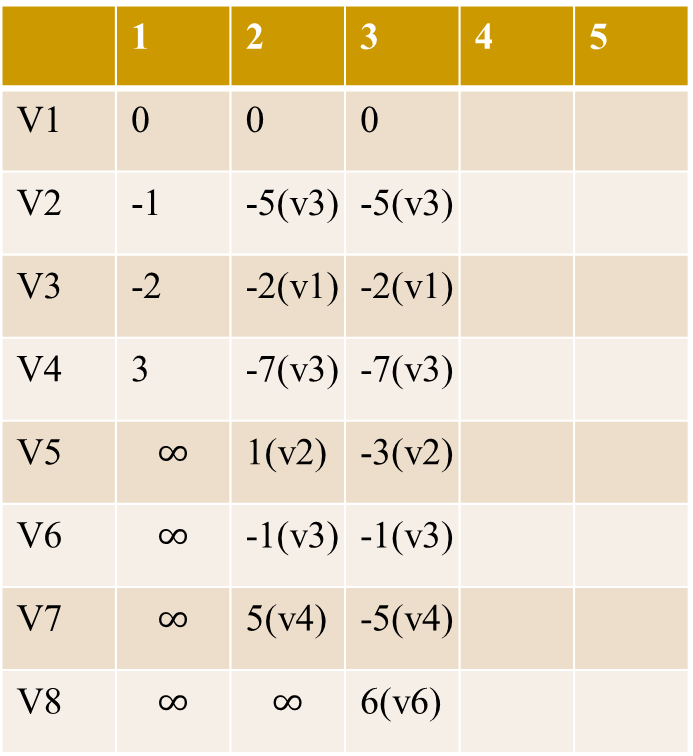 1 2 3 4 5
V1 0 0 0
V2 -1 -5(v3) -5(v3)
V3 -2 -2(v1) -2(v1)
V4 3 -7(v3) -7(v3)
V5 ∞ 1(v2) -3(v2)
V6 ∞ -1(v3) -1(v3)
V7 ∞ 5(v4) -5(v4)
V8 ∞ ∞ 6(v6)